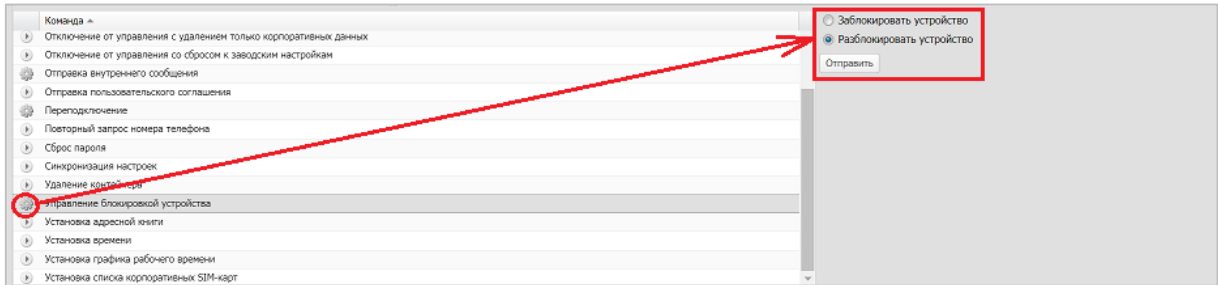 Команда
Отключение от управления с удалением только корпоративных данных
Отключение от управления со сбросом к заводским настройкам
Отправка внутреннего сообщения
Отправка пользовательского соглашения
Переподключение
Повторный запрос номера телефона
Сброс пароля
Синхронизация настроек
Удаление контейнера
Управление блокировкой устройства
Установка адресной книги
Установка времени
Установка графика рабочего времени
Установка списка корпоративных SIM-карт
Заблокировать устройство
Разблокировать устройство
Отправить